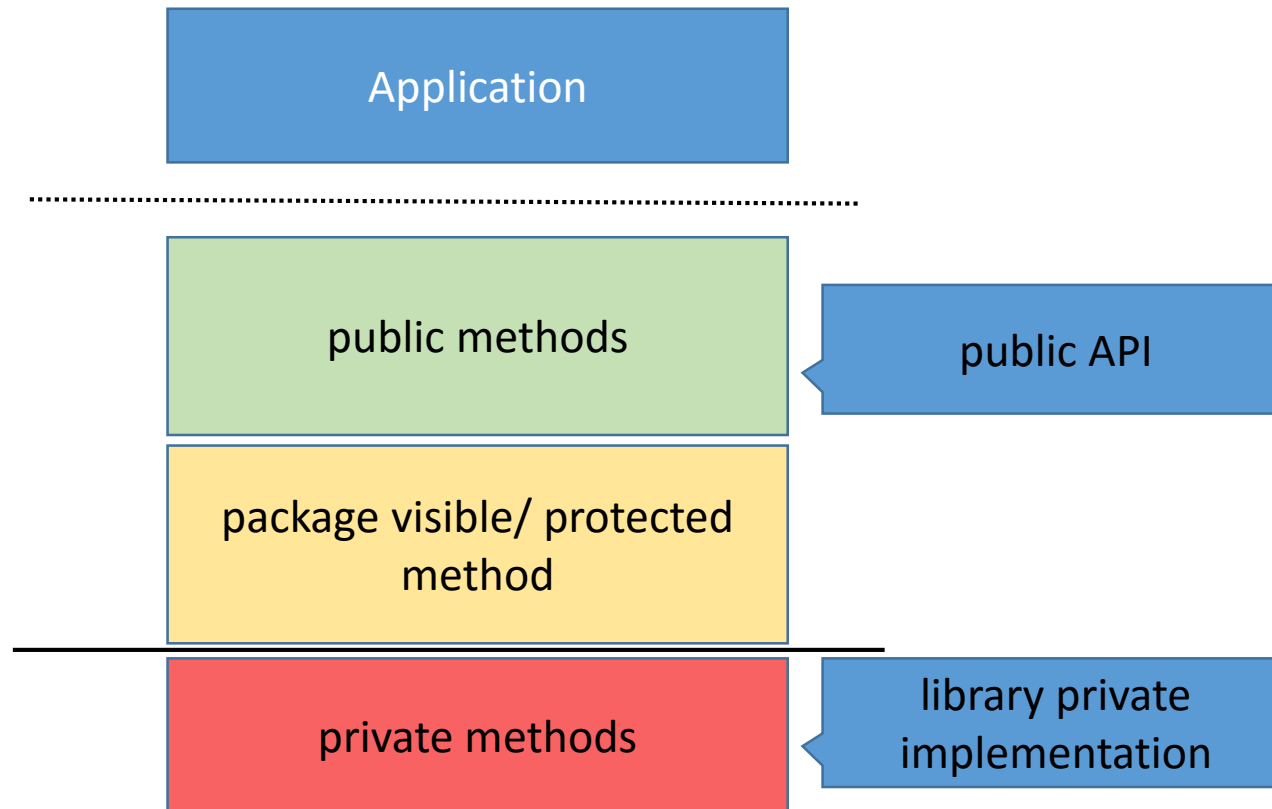 Application
public methods
public API
package visible/ protected
method
private methods
library private
implementation